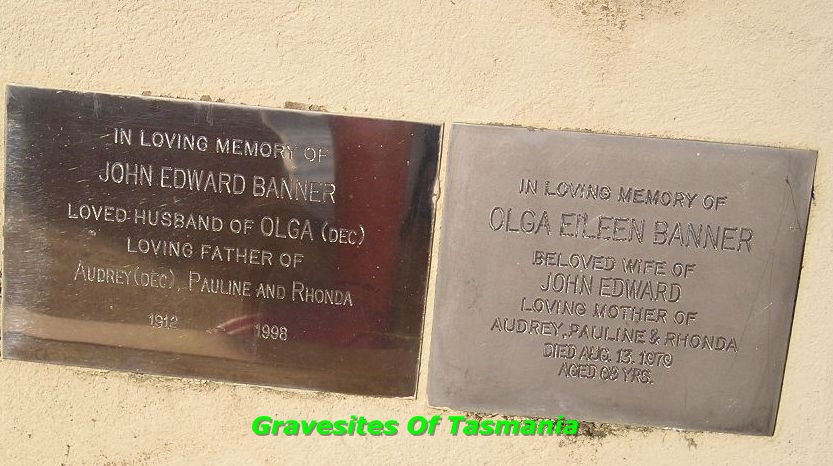 IN LOVING MEMORY OF
JOHN EDWARD BANNER
LOVED HUSBAND OF OLGA (DEC)
LOVING FATHER OF
AUDREY(DEC), PAULINE AND RHONDA
1912 1998
IN LOVING MEMORY OF
OLGA EILEEN BANNER
BELOVED WIFE OF
JOHN EDWARD
LOVING MOTHER OF
AUDREY, PAULINE & RHONDA
DIED AUG. 13. 1979
AGED YRS.
Gravesites Of Tasmania